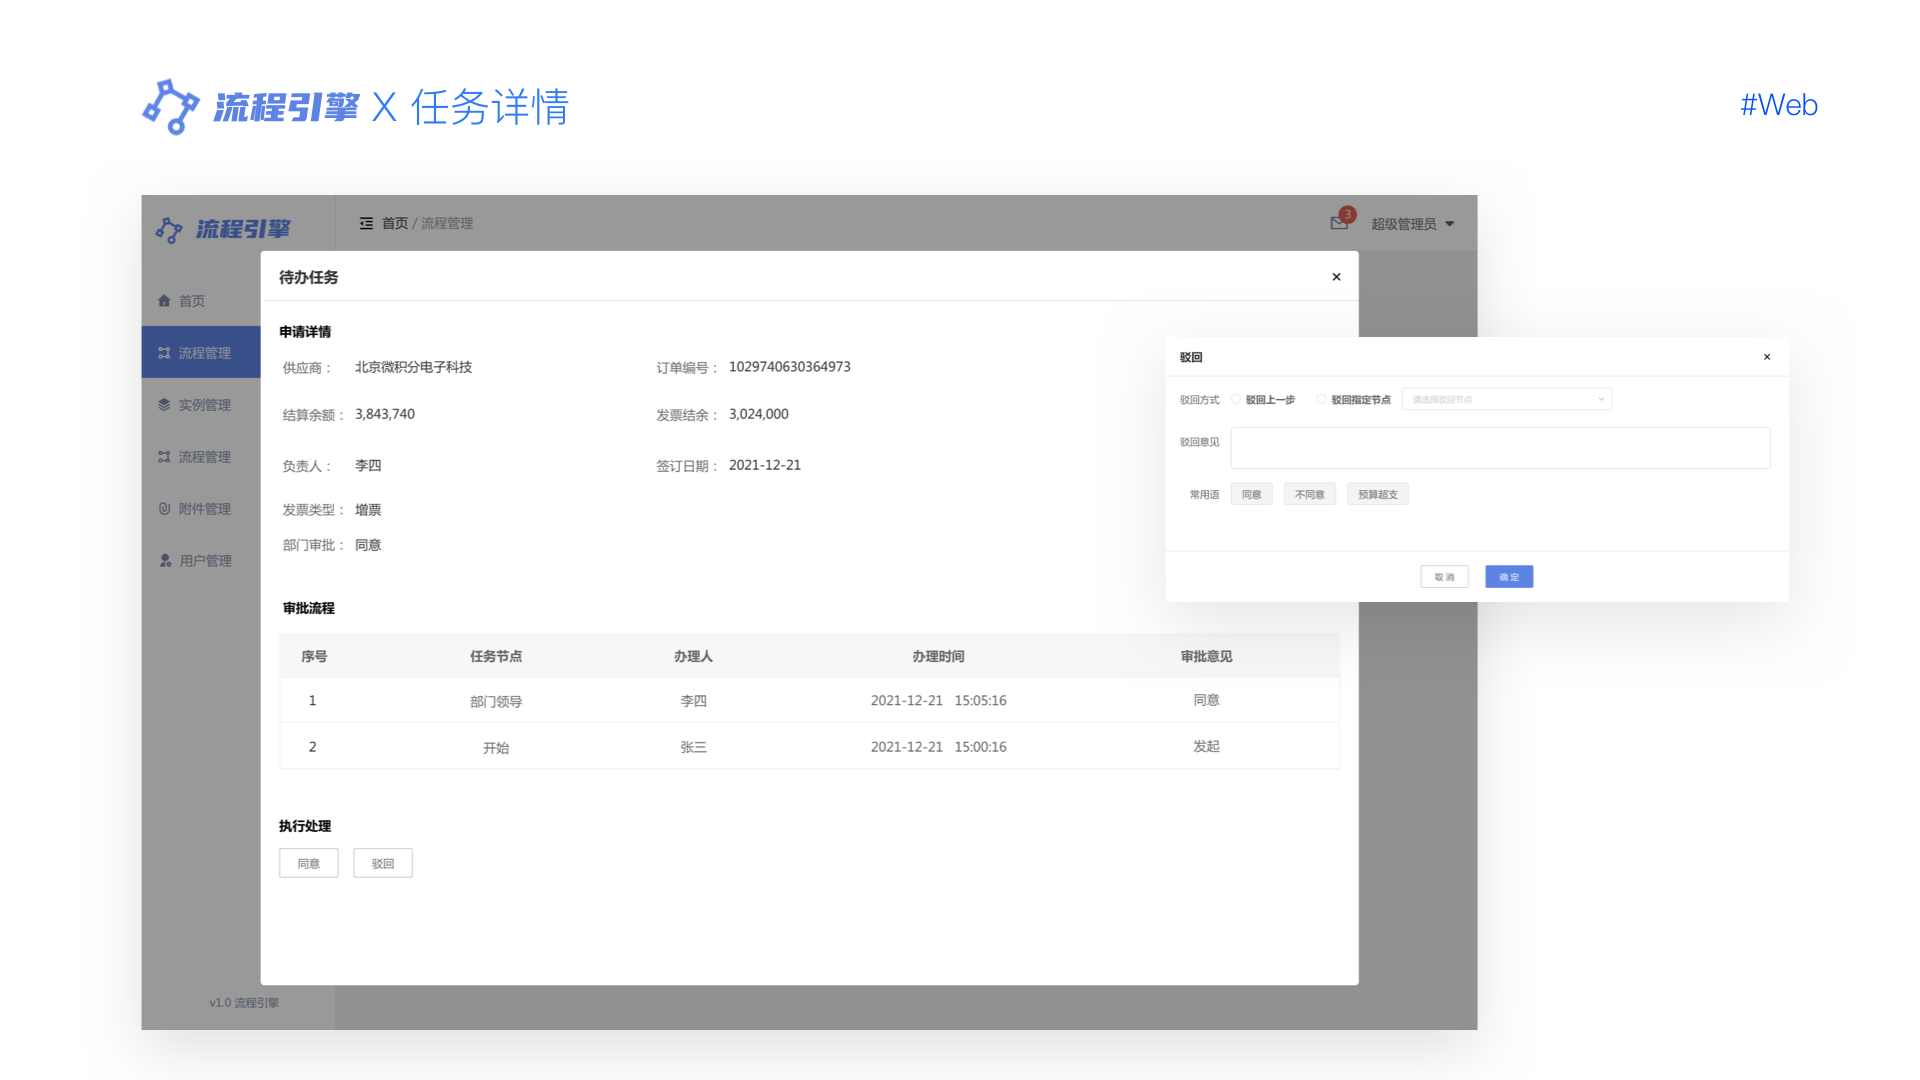 流程引擎 X 任务详情
#Web
流程引擎
首页 / 流程管理
3
超级管理员
首页
流程管理
实例管理
流程管理
附件管理
用户管理
v1.0 流程引擎
待办任务
申请详情
供应商： 北京微积分电子科技 订单编号： 1029740630364973
结算余额： 3,843,740 发票结余： 3,024,000
负责人： 李四 签订日期： 2021-12-21
发票类型： 增票
部门审批： 同意
审批流程
序号 任务节点 办理人 办理时间 审批意见
1 部门领导 李四 2021-12-21 15:05:16 同意
2 开始 张三 2021-12-21 15:00:16 发起
执行处理
同意 驳回
驳回
驳回方式 驳回上一步 驳回指定节点 请选择驳回节点
驳回意见
常用语 同意 不同意 预算超支
取 消 确 定